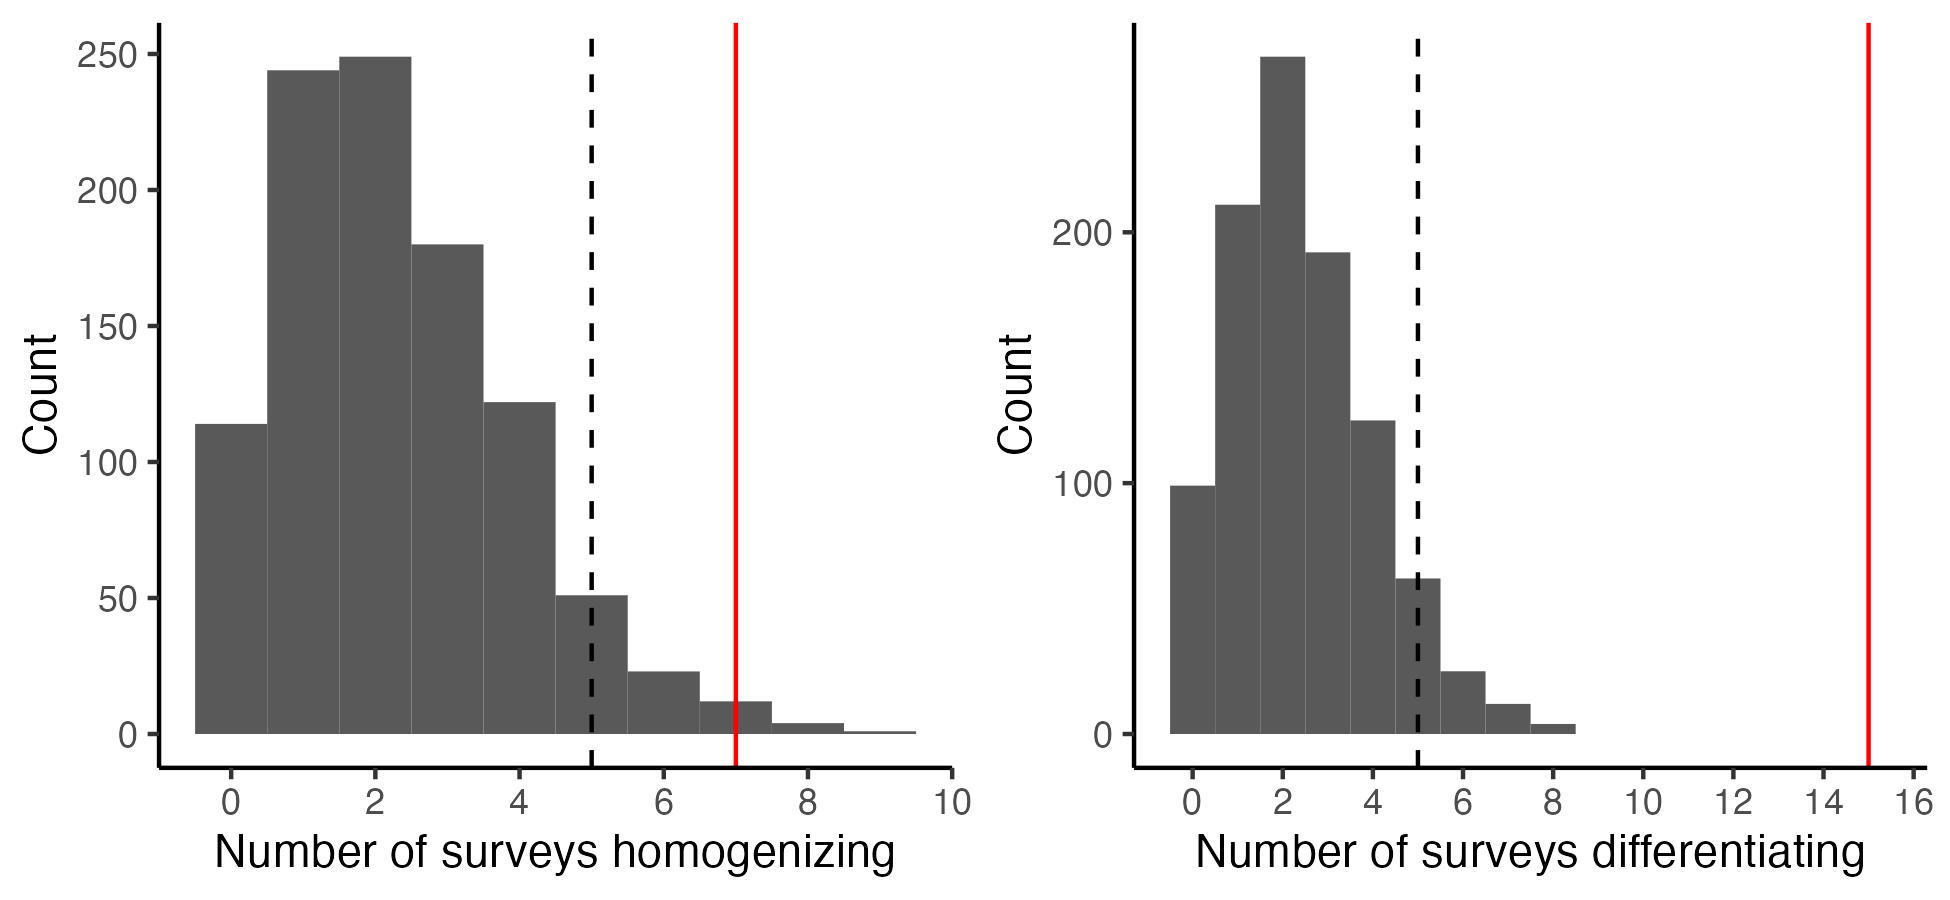 250
200
150
100
50
0
Count
0 2 4 6 8 10
Number of surveys homogenizing
200
100
0
Count
0 2 4 6 8 10 12 14 16
Number of surveys differentiating